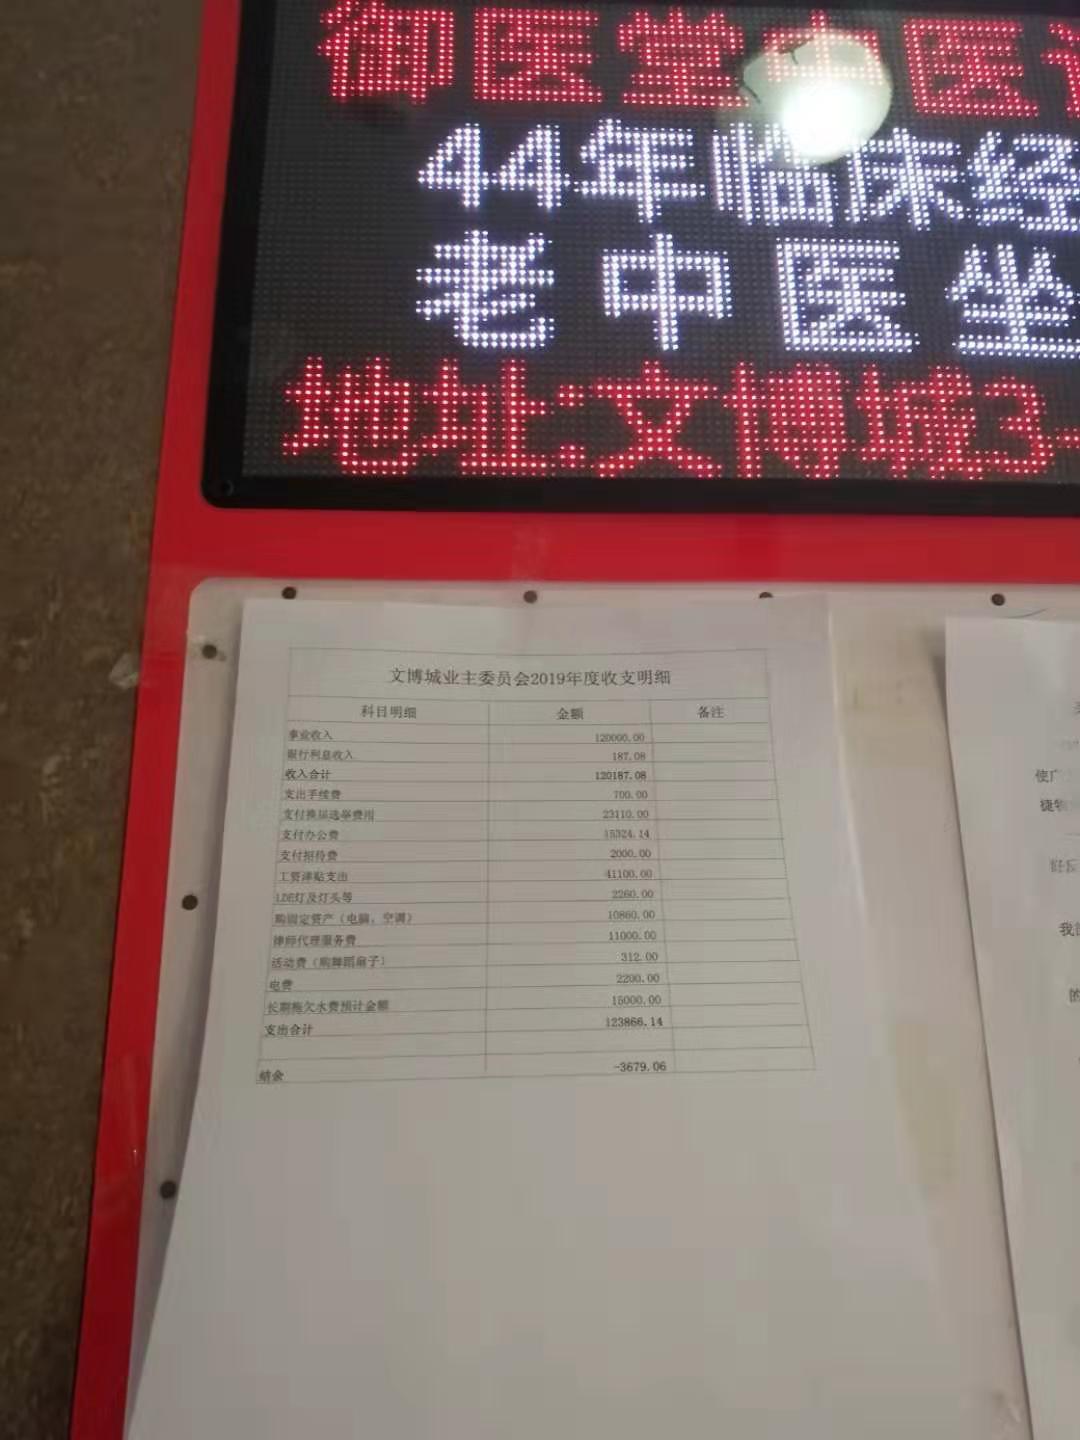 御医堂中医
44年临床经
老中医坐
地址:文博城3-
文博城业主委员会2019年度收支明细
科目明细 金额 备注
事业收入 120000.00
银行利息收入 187.08
收入合计 120187.08
支出手续费 700.00
支付换届选举费用 23110.00
支付办公费 15324.14
支付招待费 2000.00
工资津贴支出 41100.00
LDE灯及灯头等 2260.00
购固定资产（电脑，空调） 10860.00
律师代理服务费 11000.00
活动费（购舞蹈扇子） 312.00
电费 2200.00
长期拖欠水费预计金额 15000.00
支出合计 123866.14
结余 -3679.06
使广
捷物
我
的